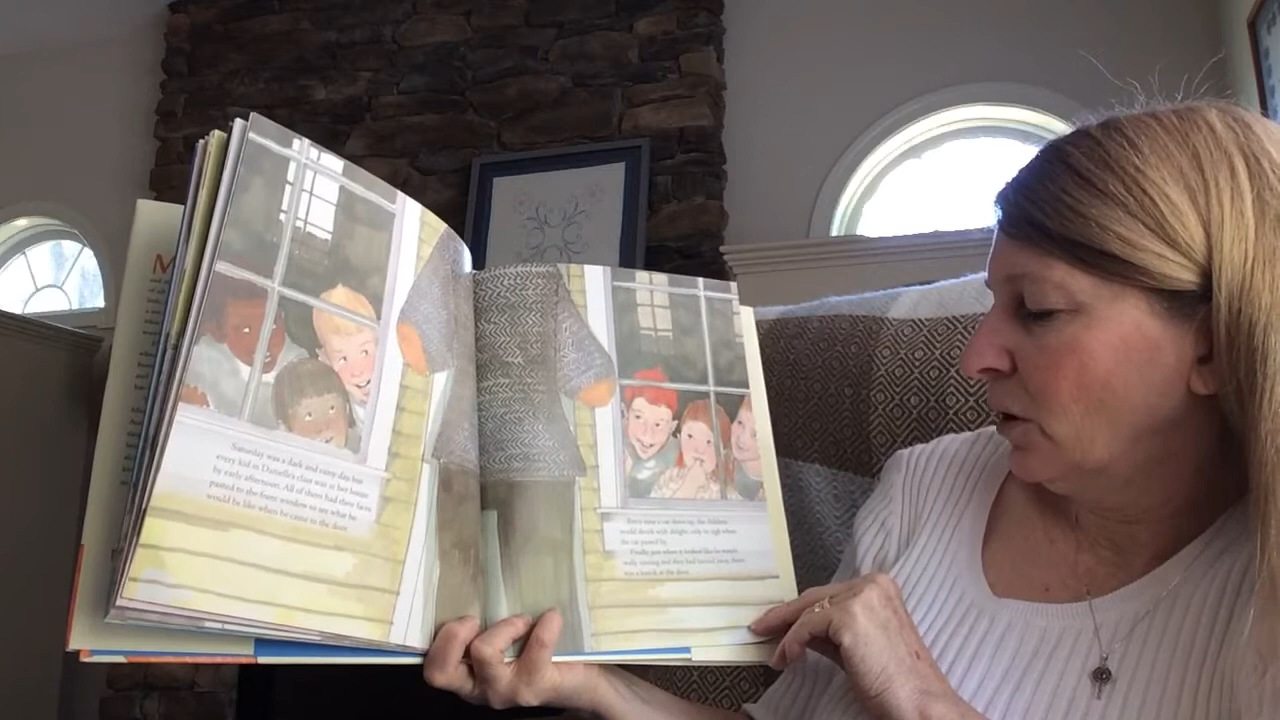 M
Saturday was a dark and rainy day, but
every kid in Danielle's class was at her house
by early afternoon. All of them had their faces
pasted to the front window to see what he
would be like when he came to the door.
Every time a car drove up, the children
would shriek with delight, only to sigh when
the car passed by.
Finally, just when it looked like he wasn't
really coming and they had turned away, there
was a knock at the door.